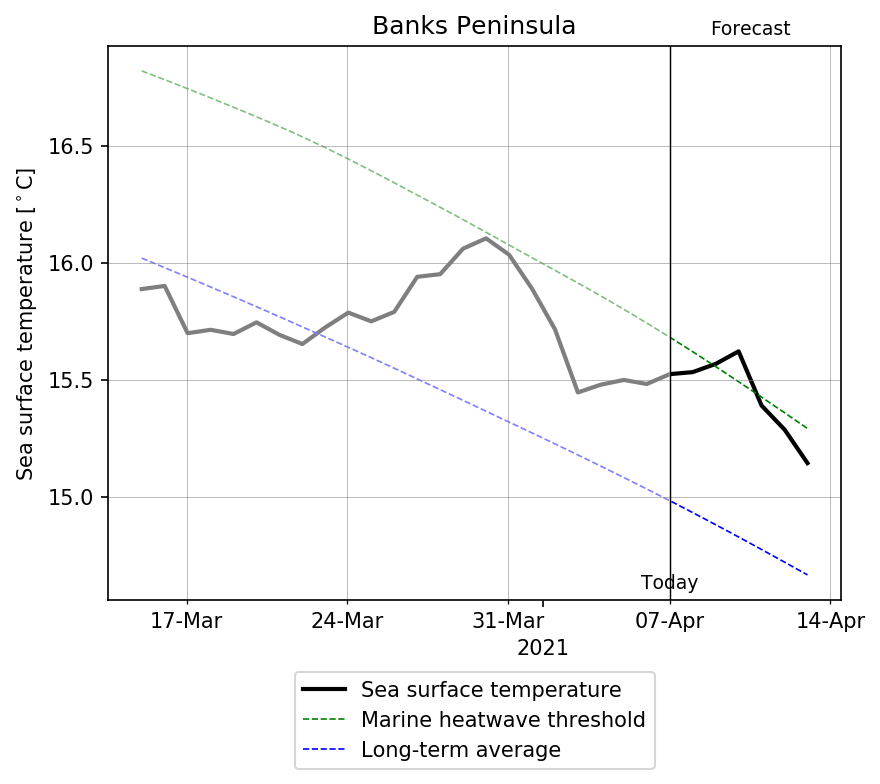 Banks Peninsula
Forecast
Sea surface temperature [°C]
16.5
16.0
15.5
15.0
Today
17-Mar 24-Mar 31-Mar 07-Apr 14-Apr
2021
Sea surface temperature
Marine heatwave threshold
Long-term average